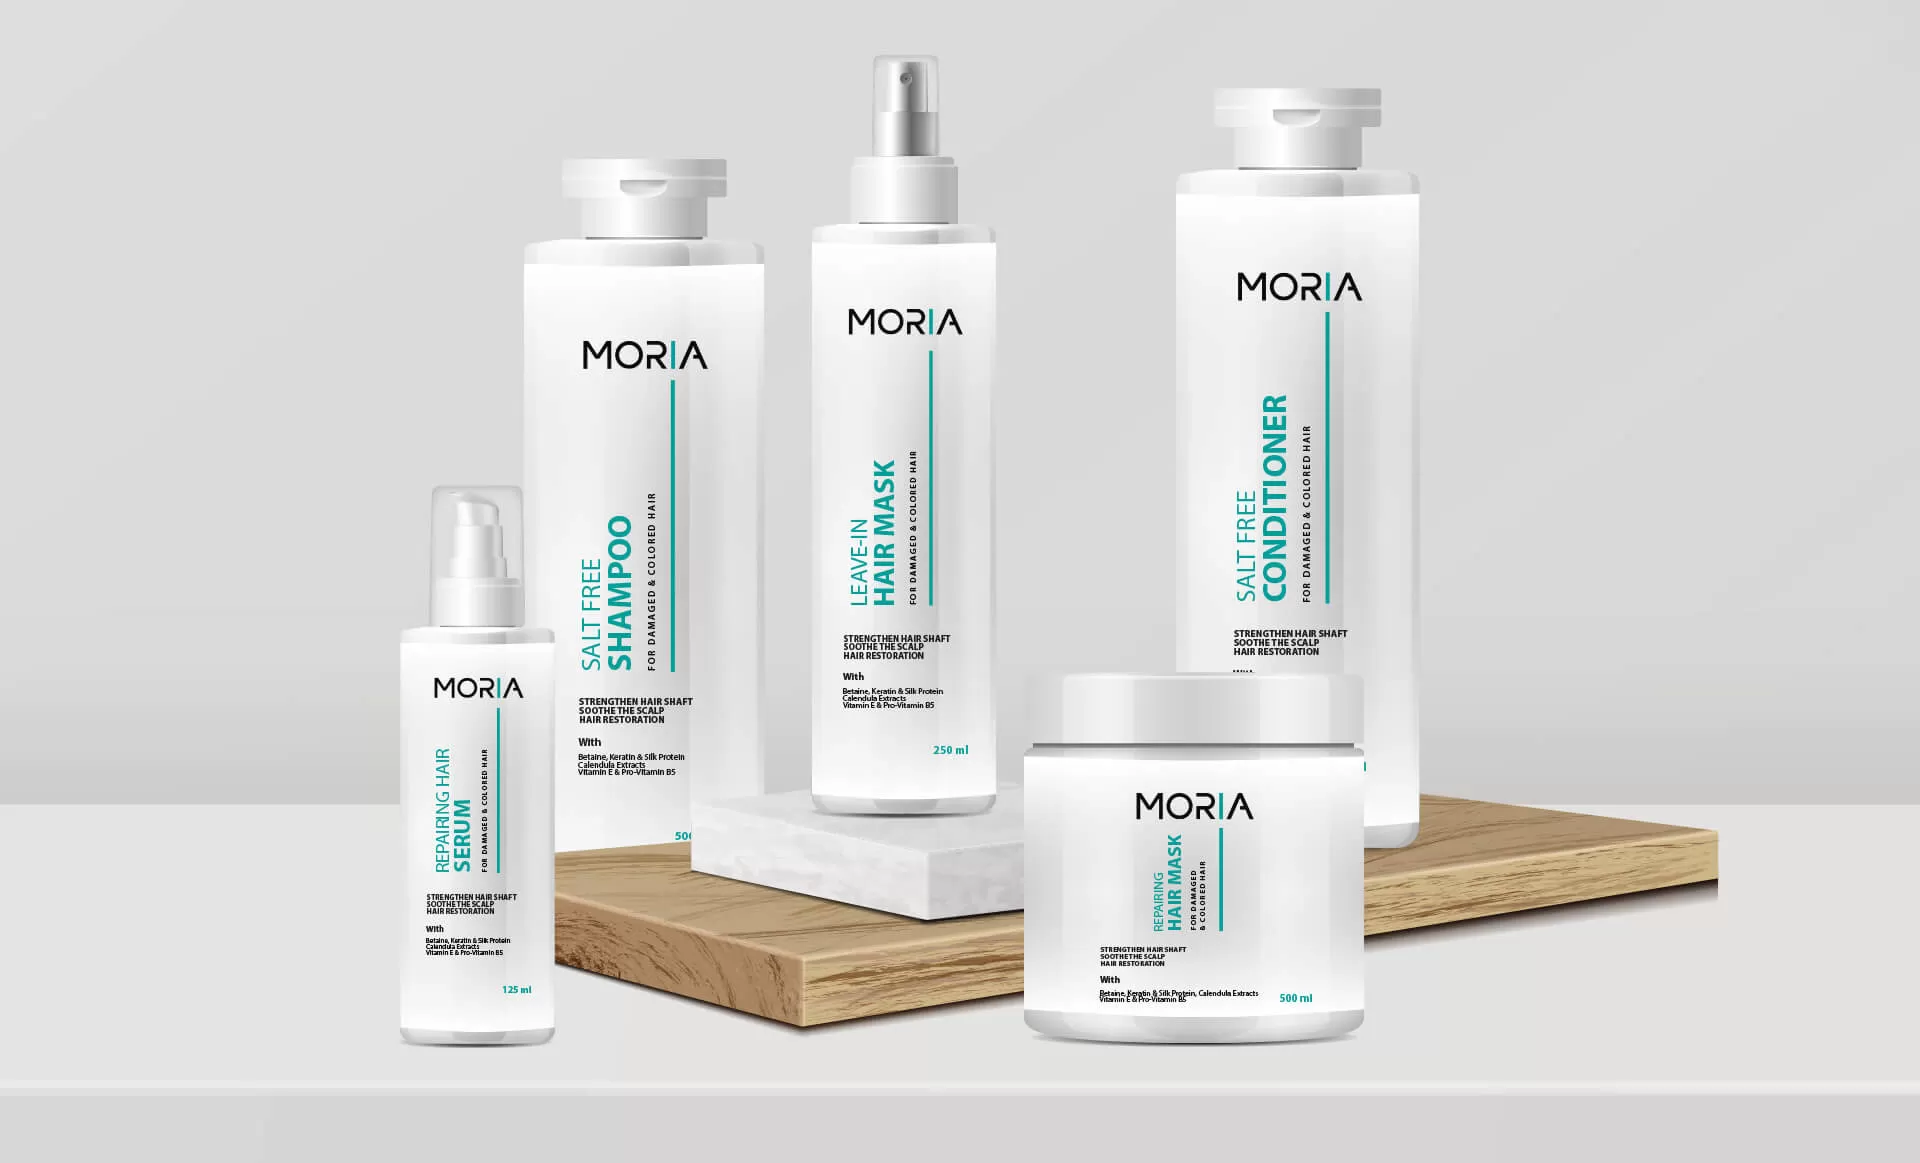 MORIA
REPAIRING HAIR
SERUM
FOR DAMAGED & COLORED HAIR
STRENGTHEN HAIR SHAFT
SOOTHE THE SCALP
HAIR RESTORATION
With
Betaine, Keratin & Silk Protein
Calendula Extracts
Vitamin E & Pro-Vitamin B5
125 ml
MORIA
SALT FREE
SHAMPOO
FOR DAMAGED & COLORED HAIR
STRENGTHEN HAIR SHAFT
SOOTHE THE SCALP
HAIR RESTORATION
With
Betaine, Keratin & Silk Protein
Calendula Extracts
Vitamin E & Pro-Vitamin B5
MORIA
LEAVE-IN
HAIR MASK
FOR DAMAGED & COLORED HAIR
STRENGTHEN HAIR SHAFT
SOOTHE THE SCALP
HAIR RESTORATION
With
Betaine, Keratin & Silk Protein
Calendula Extracts
Vitamin E & Pro-Vitamin B5
250 ml
MORIA
SALT FREE
CONDITIONER
FOR DAMAGED & COLORED HAIR
STRENGTHEN HAIR SHAFT
SOOTHE THE SCALP
HAIR RESTORATION
MORIA
REPAIRING
HAIR MASK
FOR DAMAGED
& COLORED HAIR
STRENGTHEN HAIR SHAFT
SOOTHE THE SCALP
HAIR RESTORATION
With
Betaine, Keratin & Silk Protein, Calendula Extracts
Vitamin E & Pro-Vitamin B5
500 ml